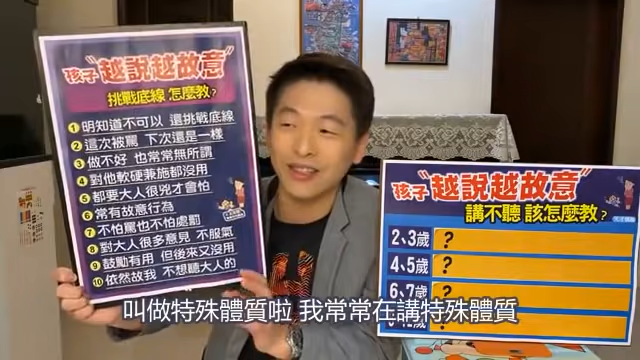 孩子"越說越故意"
挑戰底線 怎麼教?
1 明知道不可以 還挑戰底線
2 這次被罵 下次還是一樣
3 做不好 也常常無所謂
4 對他軟硬兼施都沒用
5 都要大人很兇才會怕
6 常有故意行為
7 不怕罵也不怕處罰
8 對大人很多意見 不服氣
9 鼓勵有用 但後來又沒用
10 依然故我 不想聽大人的
孩子"越說越故意"
講不聽 該怎麼教?
2、3歲 ?
4、5歲 ?
6、7歲 ?
叫做特殊體質啦 我常常在講特殊體質